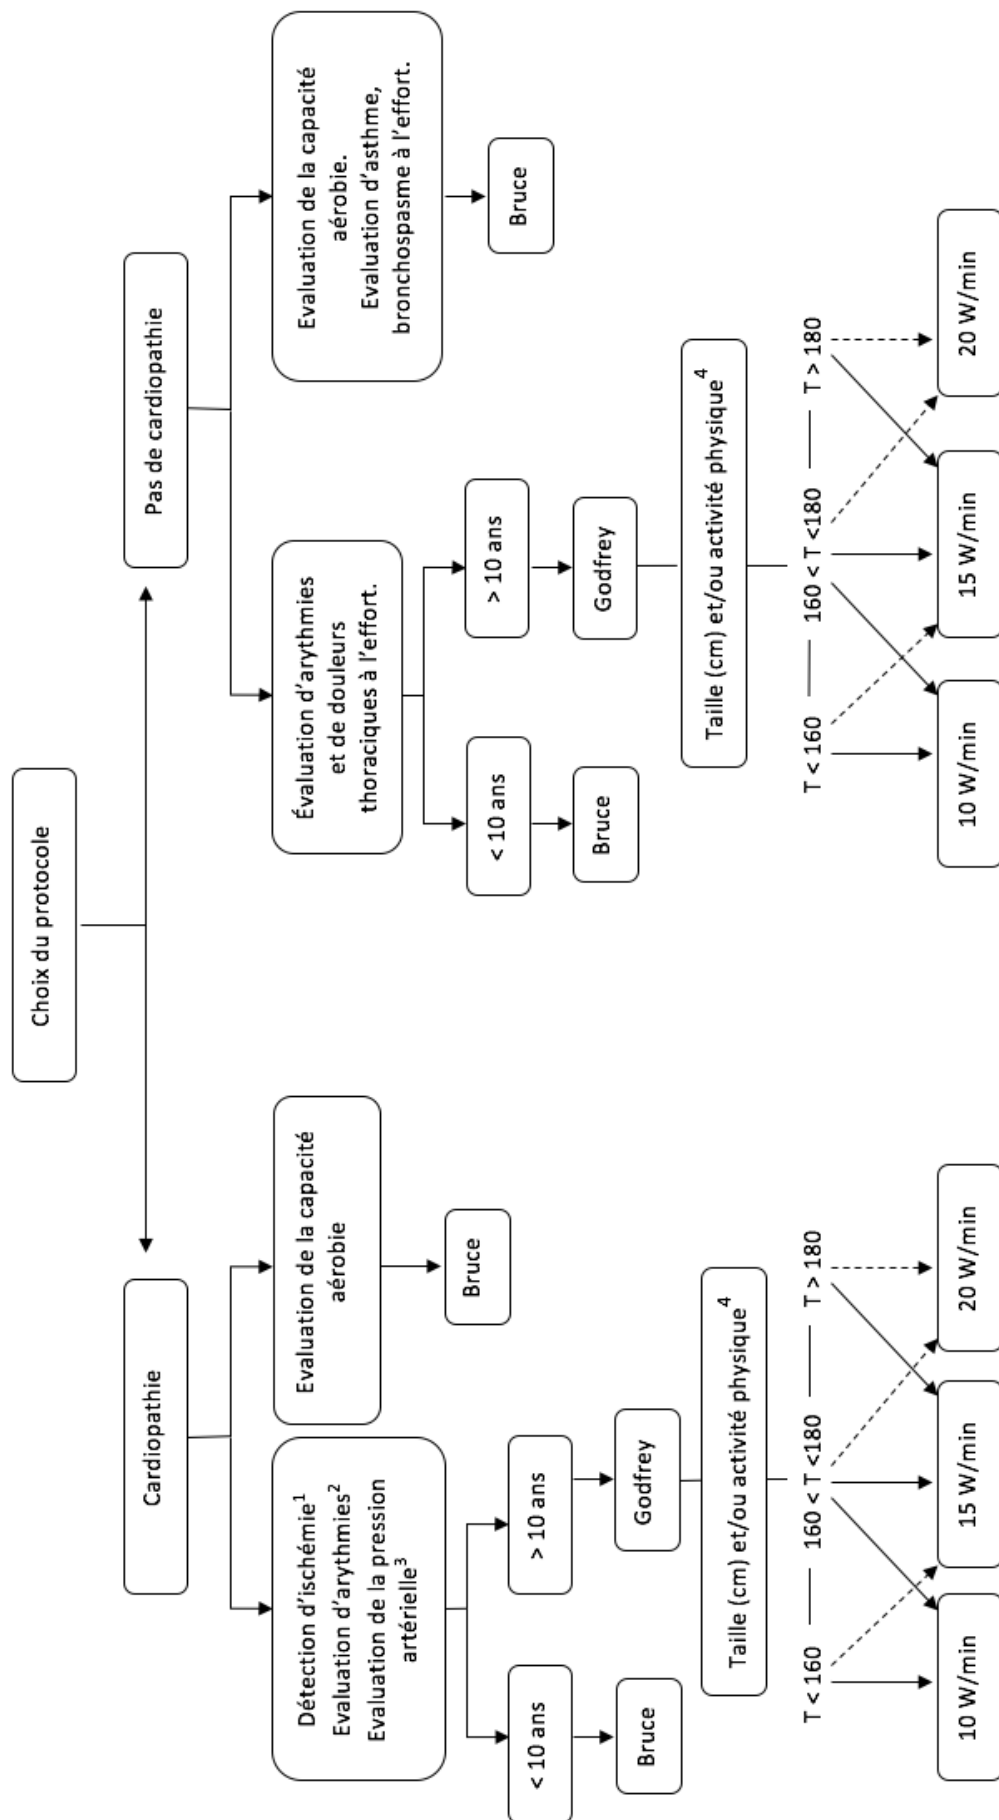 Choix du protocole
Cardiopathie
Pas de cardiopathie
Détection d'ischémie¹
Evaluation d'arythmies²
Evaluation de la pression
artérielle³
Evaluation de la capacité
aérobie
Évaluation d'arythmies
et de douleurs
thoraciques à l'effort.
Evaluation de la capacité
aérobie.
Evaluation d'asthme,
bronchospasme à l'effort.
< 10 ans
> 10 ans
Bruce
< 10 ans
> 10 ans
Bruce
Bruce
Godfrey
Bruce
Godfrey
Taille (cm) et/ou activité physique⁴
Taille (cm) et/ou activité physique⁴
T < 160 —— 160 < T <180 —— T > 180
T < 160 —— 160 < T <180 —— T > 180
10 W/min
15 W/min
20 W/min
10 W/min
15 W/min
20 W/min